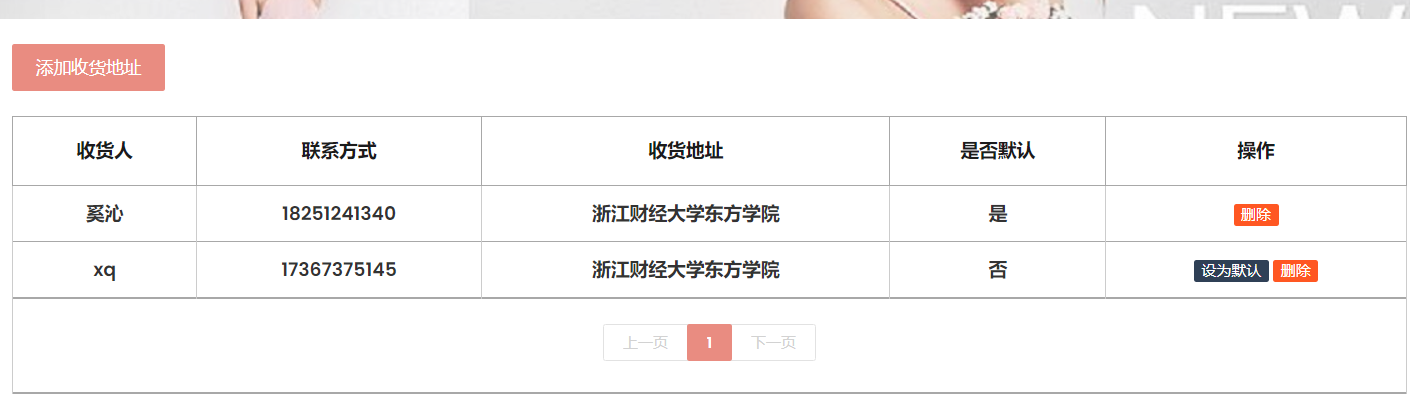 NEW
添加收货地址
收货人 联系方式 收货地址 是否默认 操作
奚沁 18251241340 浙江财经大学东方学院 是 删除
xq 17367375145 浙江财经大学东方学院 否 设为默认 删除
上一页 1 下一页